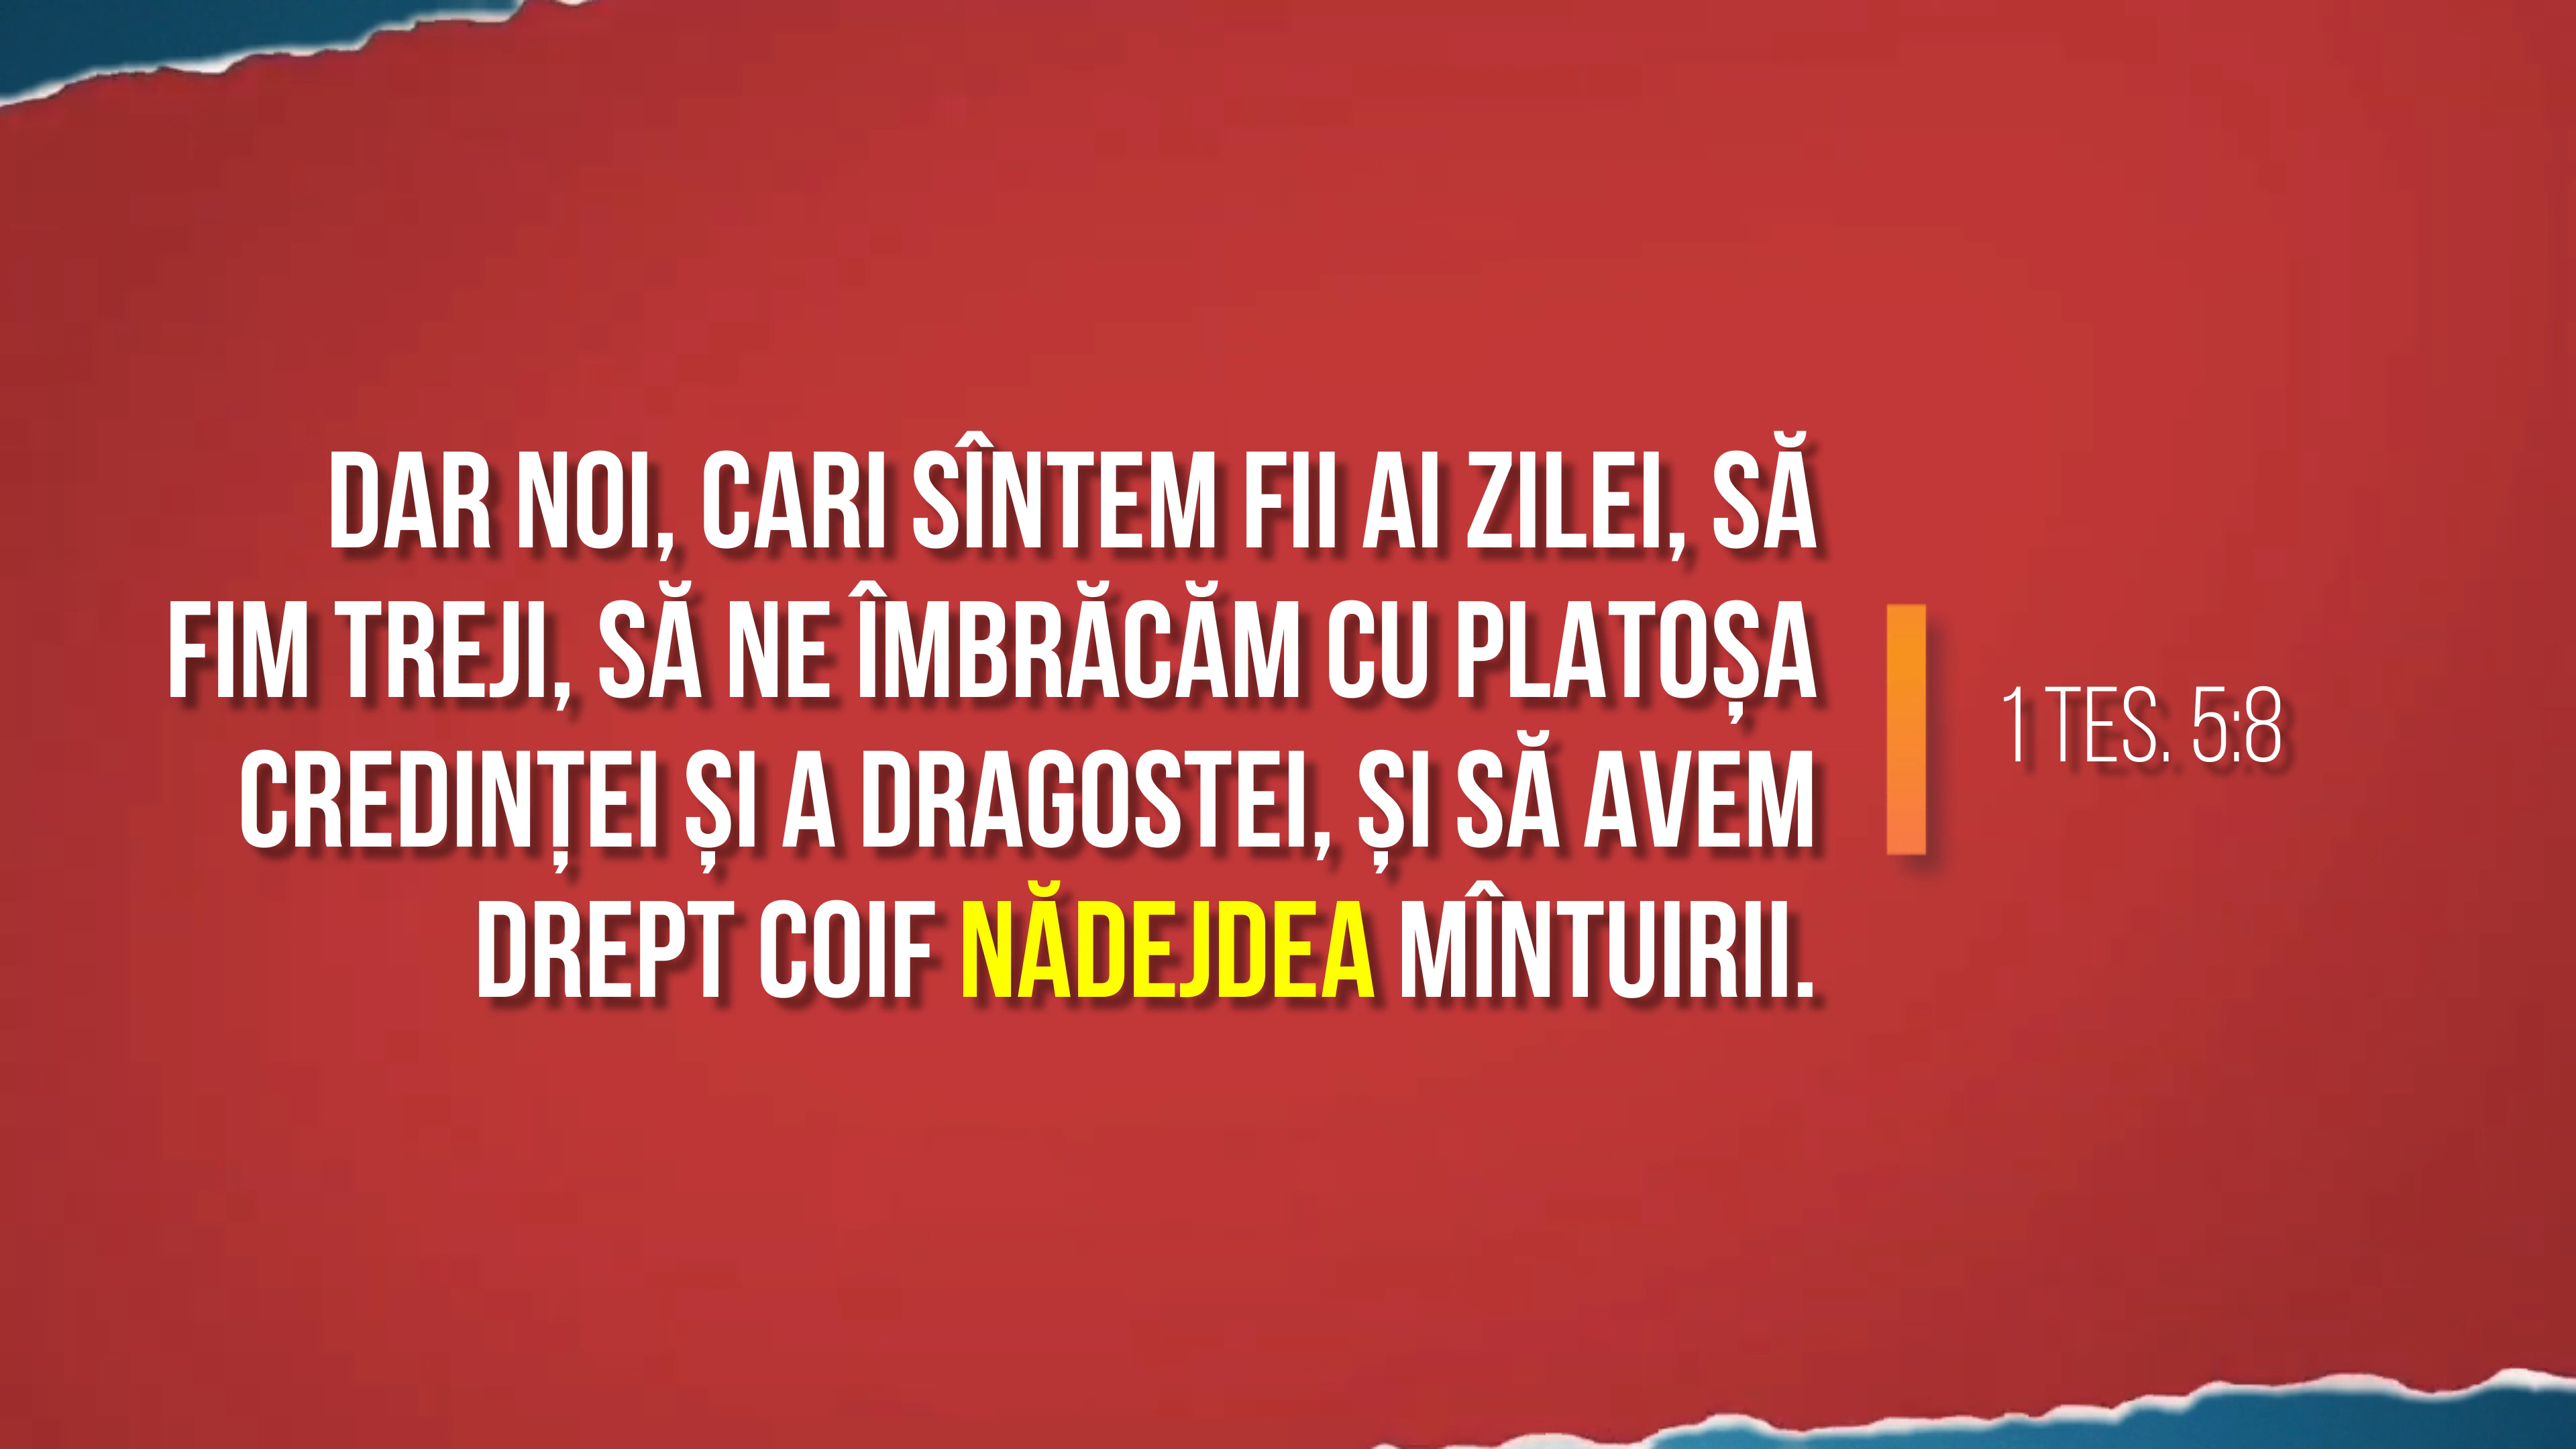 DAR NOI, CARI SÎNTEM FII AI ZILEI, SĂ
FIM TREJI, SĂ NE ÎMBRĂCĂM CU PLATOȘA
CREDINȚEI ȘI A DRAGOSTEI, ȘI SĂ AVEM
DREPT COIF NĂDEJDEA MÎNTUIRII.
1 TES. 5:8